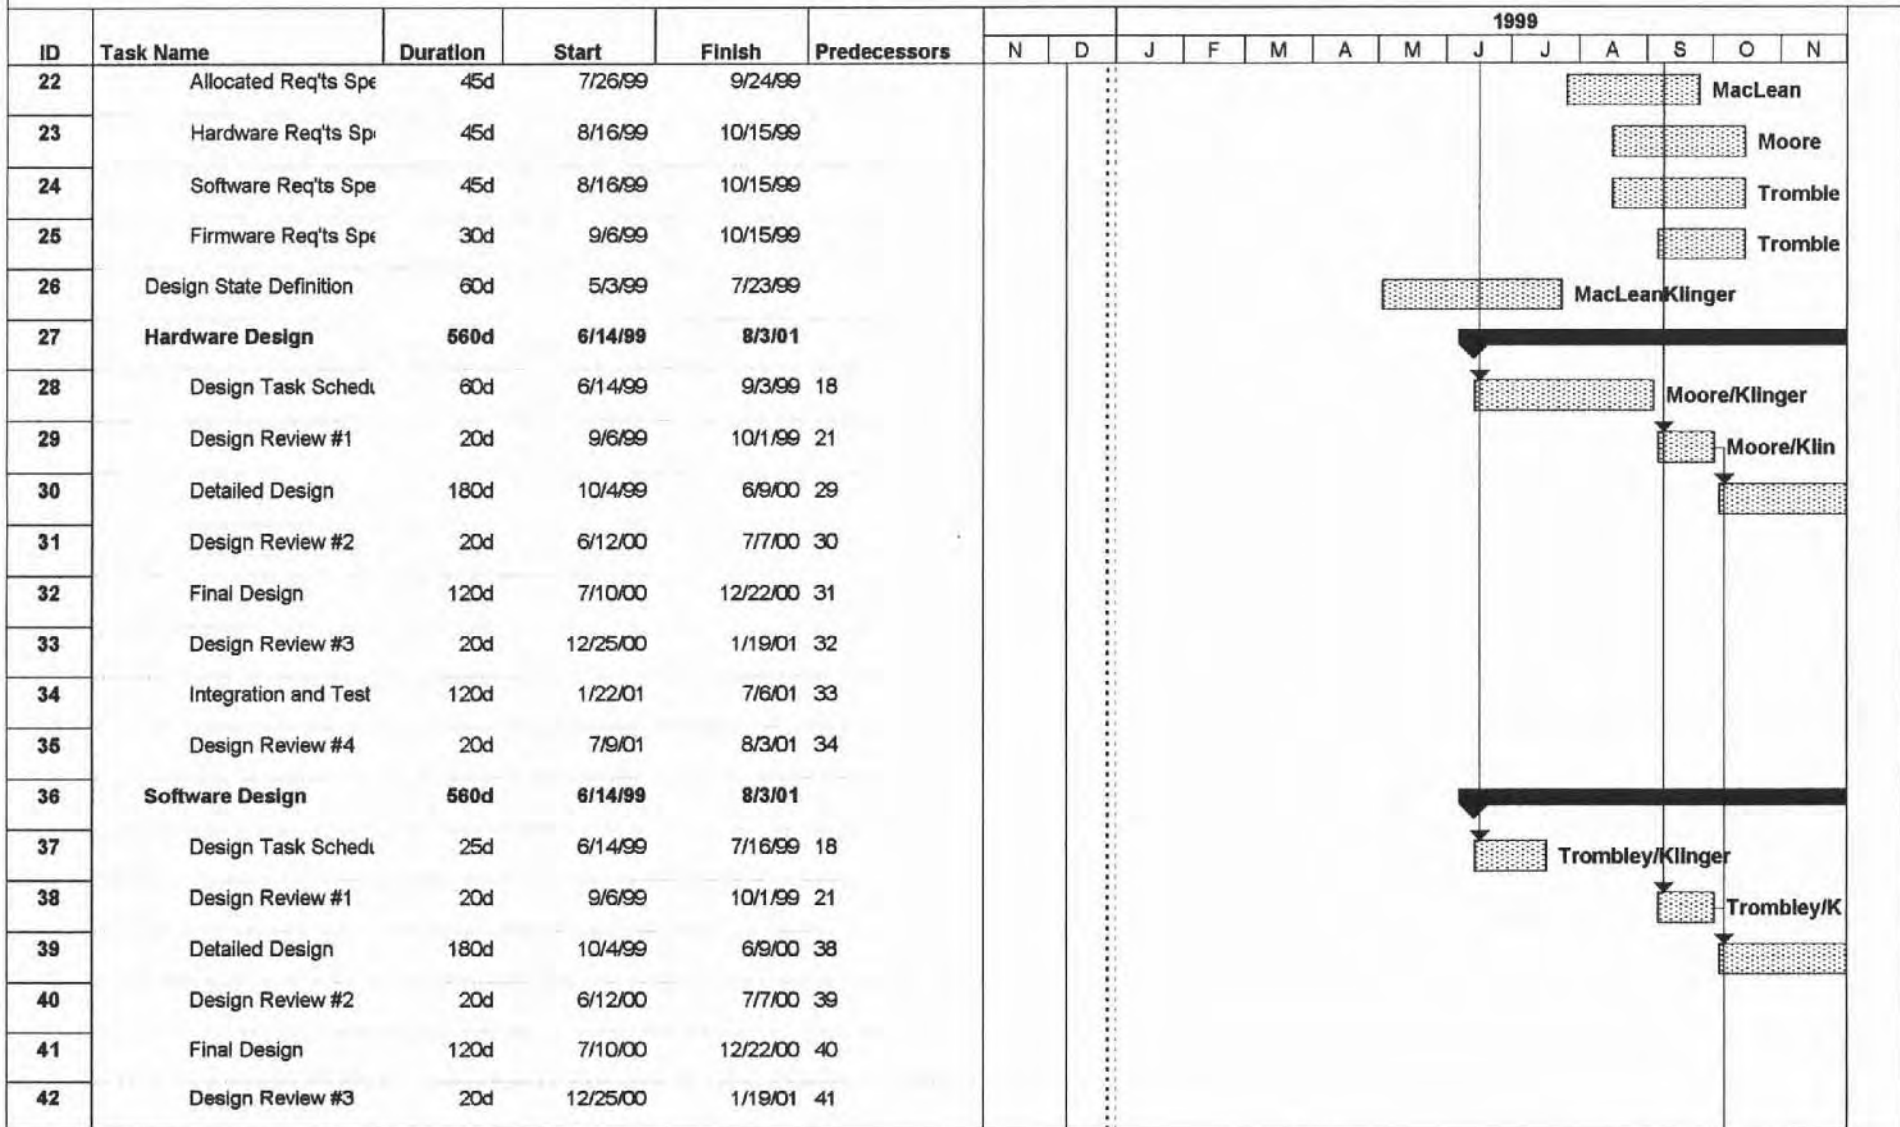 1999
ID Task Name Duration Start Finish Predecessors N D J F M A M J J A S O N
22 Allocated Req'ts Spe 45d 7/26/99 9/24/99 MacLean
23 Hardware Req'ts Sp 45d 8/16/99 10/15/99 Moore
24 Software Req'ts Spe 45d 8/16/99 10/15/99 Tromble
25 Firmware Req'ts Spe 30d 9/6/99 10/15/99 Tromble
26 Design State Definition 60d 5/3/99 7/23/99 MacLeanKlinger
27 Hardware Design 560d 6/14/99 8/3/01
28 Design Task Schedu 60d 6/14/99 9/3/99 18 Moore/Klinger
29 Design Review #1 20d 9/6/99 10/1/99 21 Moore/Klin
30 Detailed Design 180d 10/4/99 6/9/00 29
31 Design Review #2 20d 6/12/00 7/7/00 30
32 Final Design 120d 7/10/00 12/22/00 31
33 Design Review #3 20d 12/25/00 1/19/01 32
34 Integration and Test 120d 1/22/01 7/6/01 33
35 Design Review #4 20d 7/9/01 8/3/01 34
36 Software Design 560d 6/14/99 8/3/01
37 Design Task Schedu 25d 6/14/99 7/16/99 18 Trombley/Klinger
38 Design Review #1 20d 9/6/99 10/1/99 21 Trombley/K
39 Detailed Design 180d 10/4/99 6/9/00 38
40 Design Review #2 20d 6/12/00 7/7/00 39
41 Final Design 120d 7/10/00 12/22/00 40
42 Design Review #3 20d 12/25/00 1/19/01 41